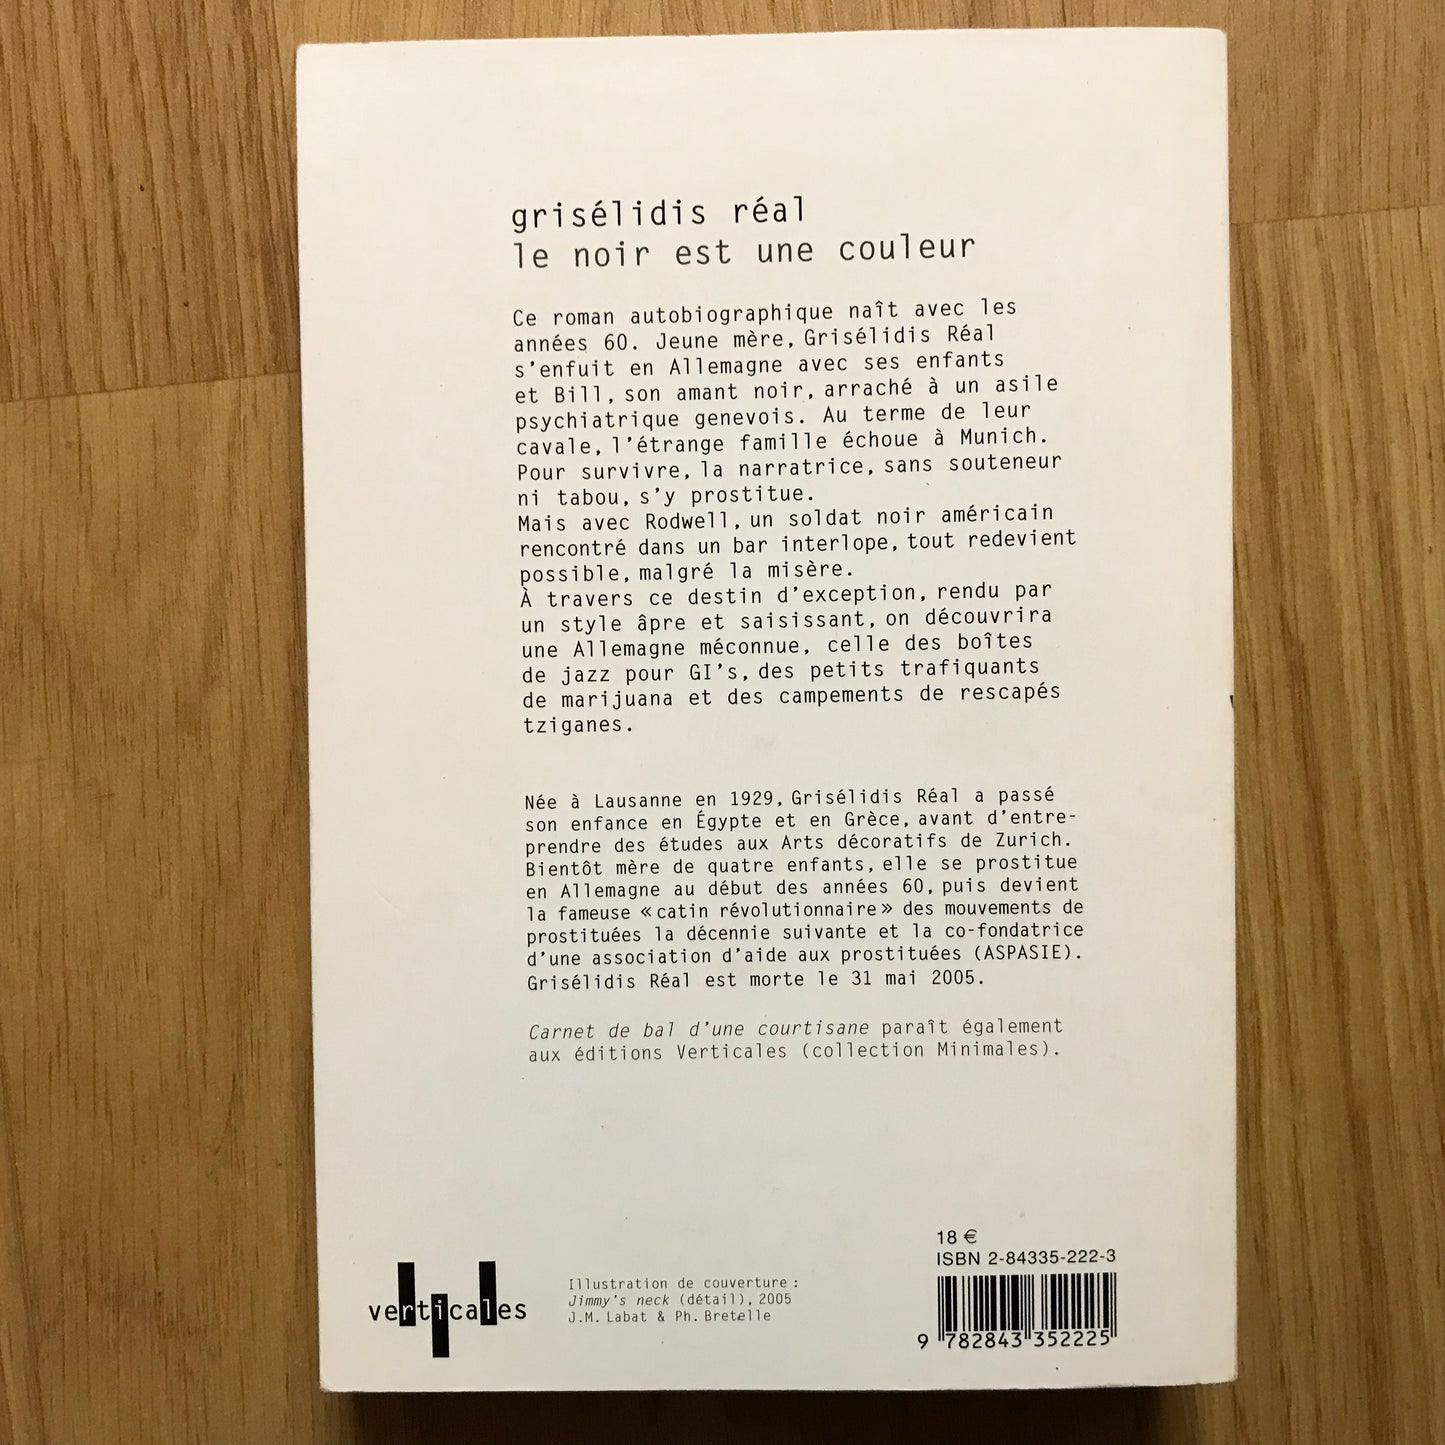 grisélidis réal
le noir est une couleur
Ce roman autobiographique naît avec les
années 60. Jeune mère, Grisélidis Réal
s'enfuit en Allemagne avec ses enfants
et Bill, son amant noir, arraché à un asile
psychiatrique genevois. Au terme de leur
cavale, l'étrange famille échoue à Munich.
Pour survivre, la narratrice, sans souteneur
ni tabou, s'y prostitue.
Mais avec Rodwell, un soldat noir américain
rencontré dans un bar interlope, tout redevient
possible, malgré la misère.
À travers ce destin d'exception, rendu par
un style âpre et saisissant, on découvrira
une Allemagne méconnue, celle des boîtes
de jazz pour GI's, des petits trafiquants
de marijuana et des campements de rescapés
tziganes.
Née à Lausanne en 1929, Grisélidis Réal a passé
son enfance en Égypte et en Grèce, avant d'entre-
prendre des études aux Arts décoratifs de Zurich.
Bientôt mère de quatre enfants, elle se prostitue
en Allemagne au début des années 60, puis devient
la fameuse « catin révolutionnaire » des mouvements de
prostituées la décennie suivante et la co-fondatrice
d'une association d'aide aux prostituées (ASPASIE).
Grisélidis Réal est morte le 31 mai 2005.
Carnet de bal d'une courtisane paraît également
aux éditions Verticales (collection Minimales).
verticales
Illustration de couverture :
Jimmy's neck (détail), 2005
J.M. Labat & Ph. Bretelle
18 €
ISBN 2-84335-222-3
9 782843 352225